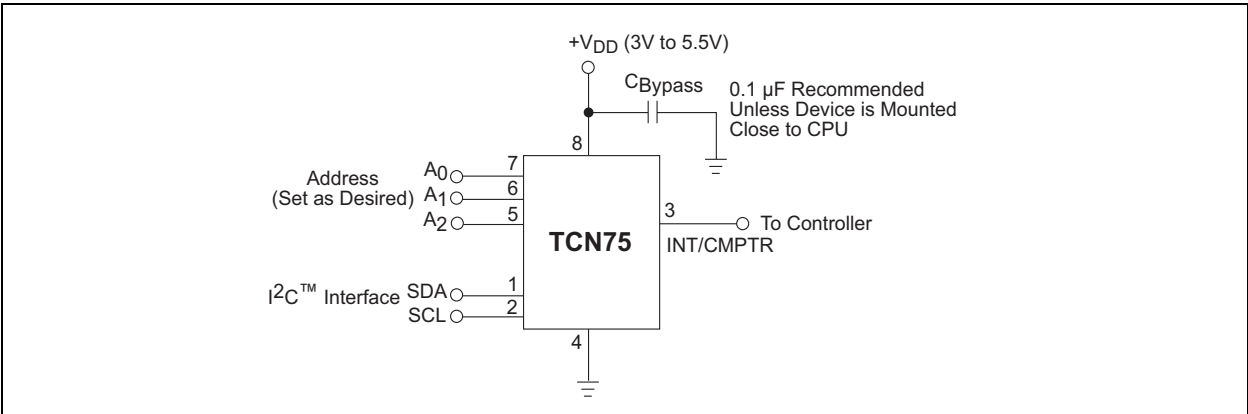 +VDD (3V to 5.5V)
CBypass
0.1 µF Recommended
Unless Device is Mounted
Close to CPU
8
Address
(Set as Desired)
A0
7
A1
6
A2
5
TCN75
3
To Controller
INT/CMPTR
I2C™ Interface
SDA
1
SCL
2
4